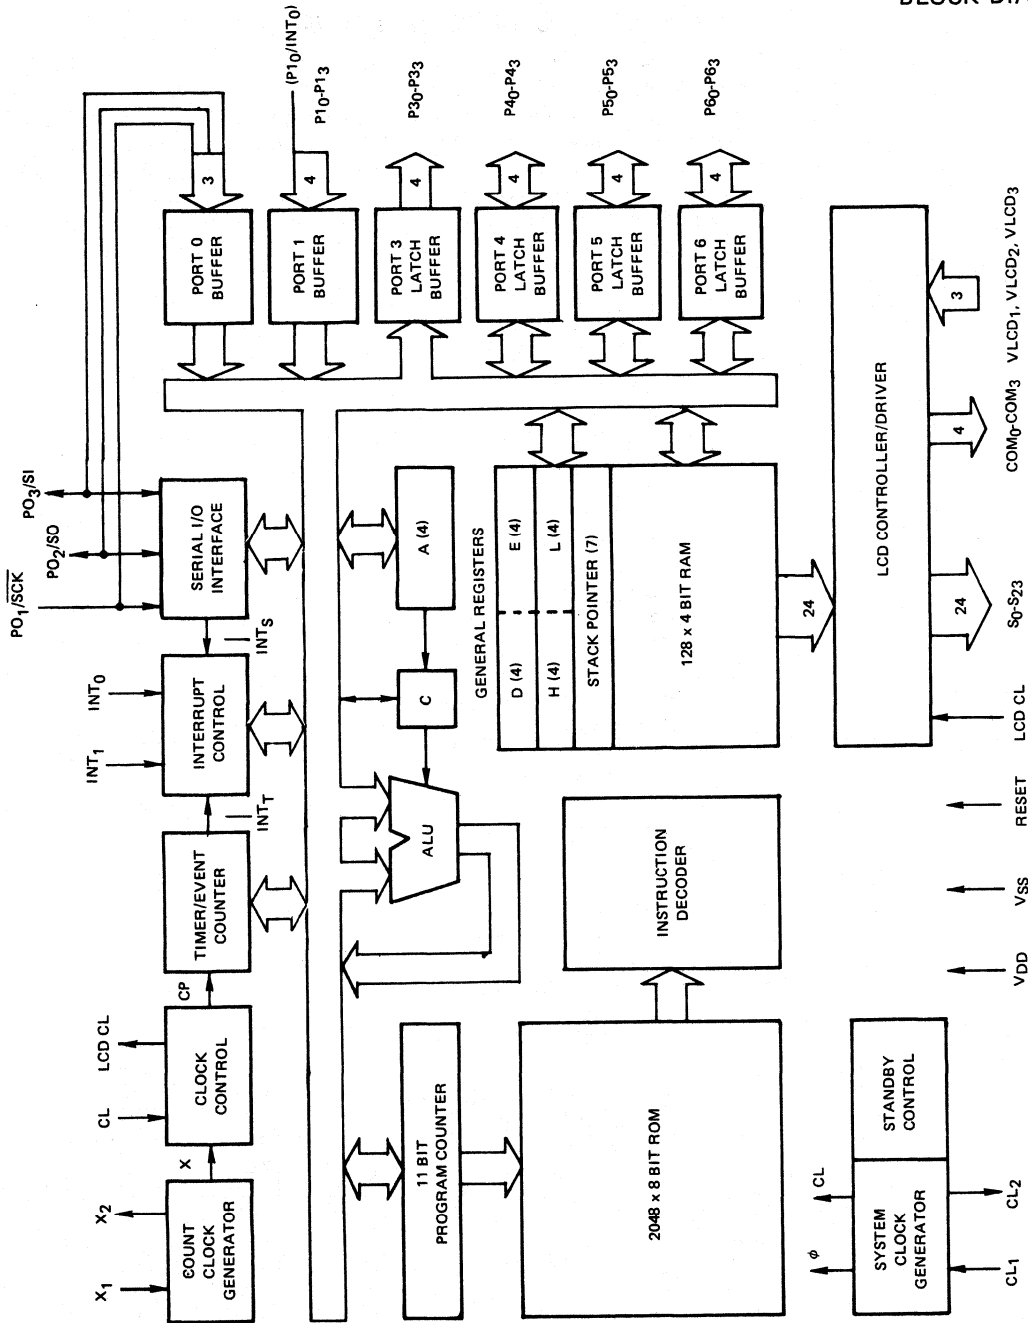 BLOCK DI
X1
X2
COUNT
CLOCK
GENERATOR
X
CL
LCD CL
CLOCK
CONTROL
CP
TIMER/EVENT
COUNTER
INTT
INT1
INT0
INTERRUPT
CONTROL
INTS
PO1/SCK
PO2/SO
PO3/SI
SERIAL I/O
INTERFACE
3
PORT 0
BUFFER
(P10/INT0)
P10-P13
4
PORT 1
BUFFER
P30-P33
4
PORT 3
LATCH
BUFFER
P40-P43
4
PORT 4
LATCH
BUFFER
P50-P53
4
PORT 5
LATCH
BUFFER
P60-P63
4
PORT 6
LATCH
BUFFER
11 BIT
PROGRAM COUNTER
ALU
C
A (4)
GENERAL REGISTERS
D (4)
E (4)
H (4)
L (4)
STACK POINTER (7)
128 x 4 BIT RAM
2048 x 8 BIT ROM
INSTRUCTION
DECODER
24
LCD CONTROLLER/DRIVER
SYSTEM
CLOCK
GENERATOR
STANDBY
CONTROL
φ
CL
CL1
CL2
VDD
VSS
RESET
LCD CL
24
S0-S23
4
COM0-COM3
3
VLCD1, VLCD2, VLCD3